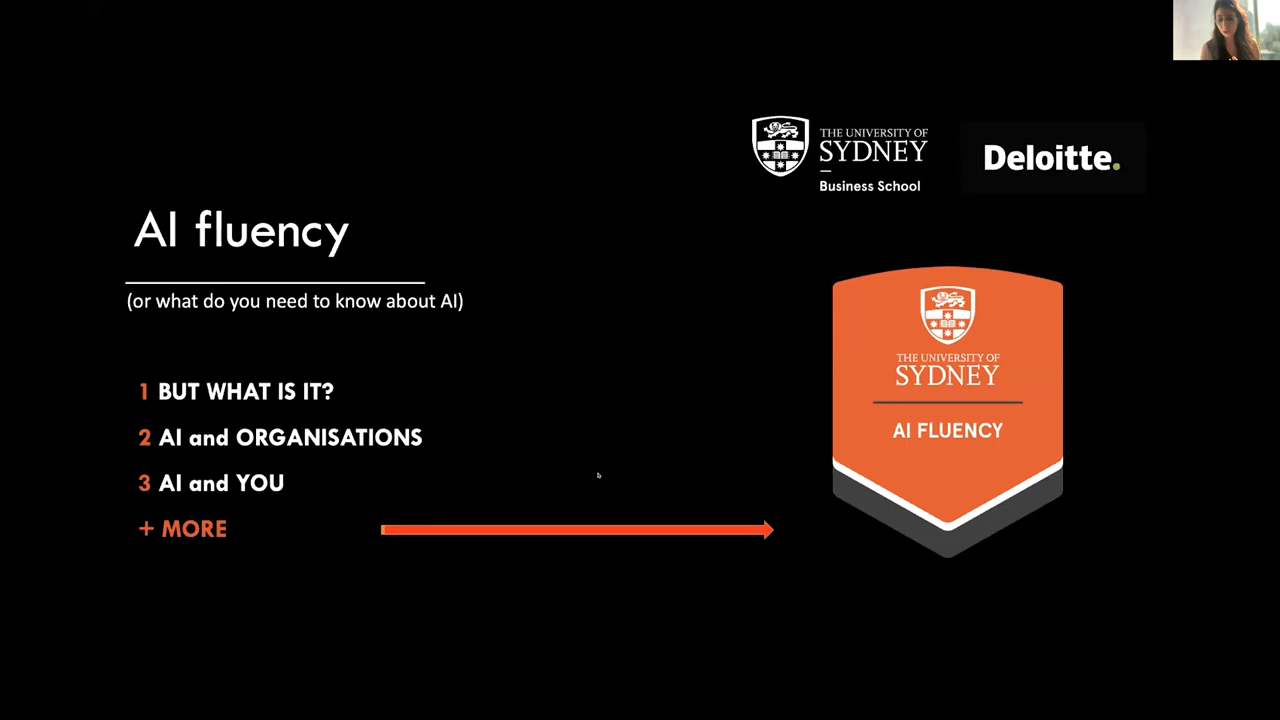 THE UNIVERSITY OF
SYDNEY
Business School
Deloitte.
AI fluency
(or what do you need to know about AI)
1 BUT WHAT IS IT?
2 AI and ORGANISATIONS
3 AI and YOU
+ MORE
THE UNIVERSITY OF
SYDNEY
AI FLUENCY